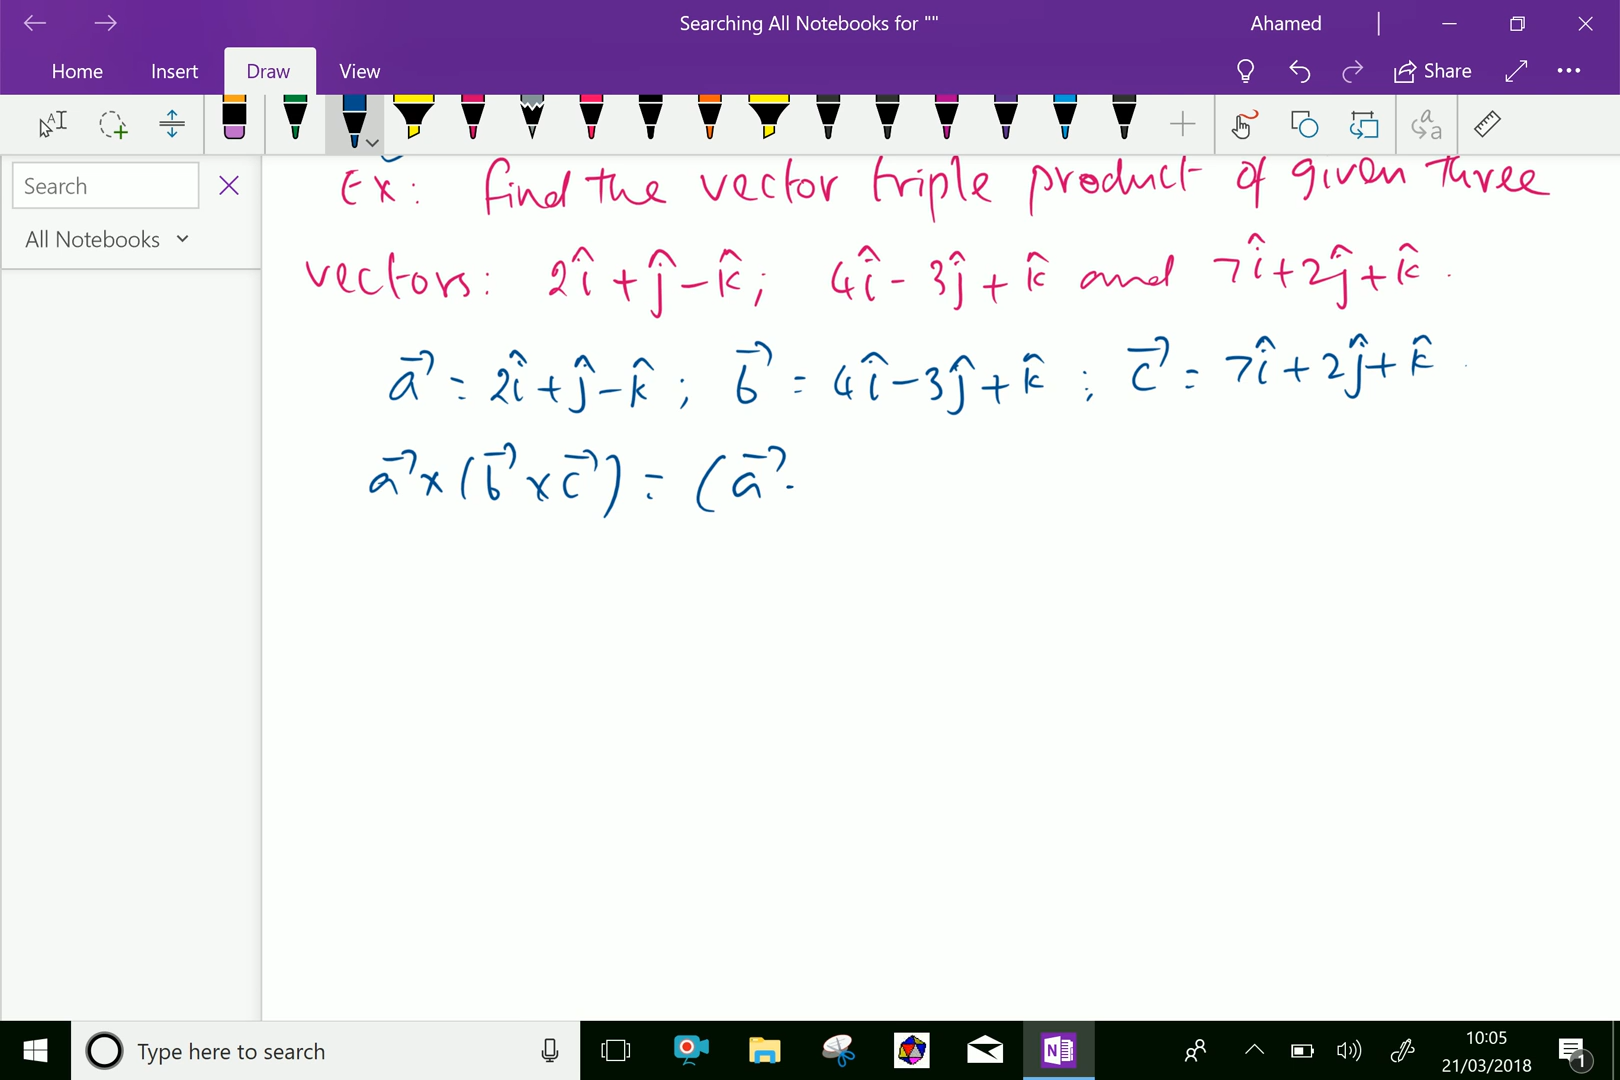 Searching All Notebooks for ""
Ahamed
Home Insert Draw View
Share
Search
All Notebooks
Ex: find the vector triple product of given three
vectors: 2î + ĵ - k̂; 4î - 3ĵ + k̂ and 7î + 2ĵ + k̂.
a⃗ = 2î + ĵ - k̂; b⃗ = 4î - 3ĵ + k̂; c⃗ = 7î + 2ĵ + k̂
a⃗ × (b⃗ × c⃗) = (a⃗ .
Type here to search
10:05
21/03/2018
1